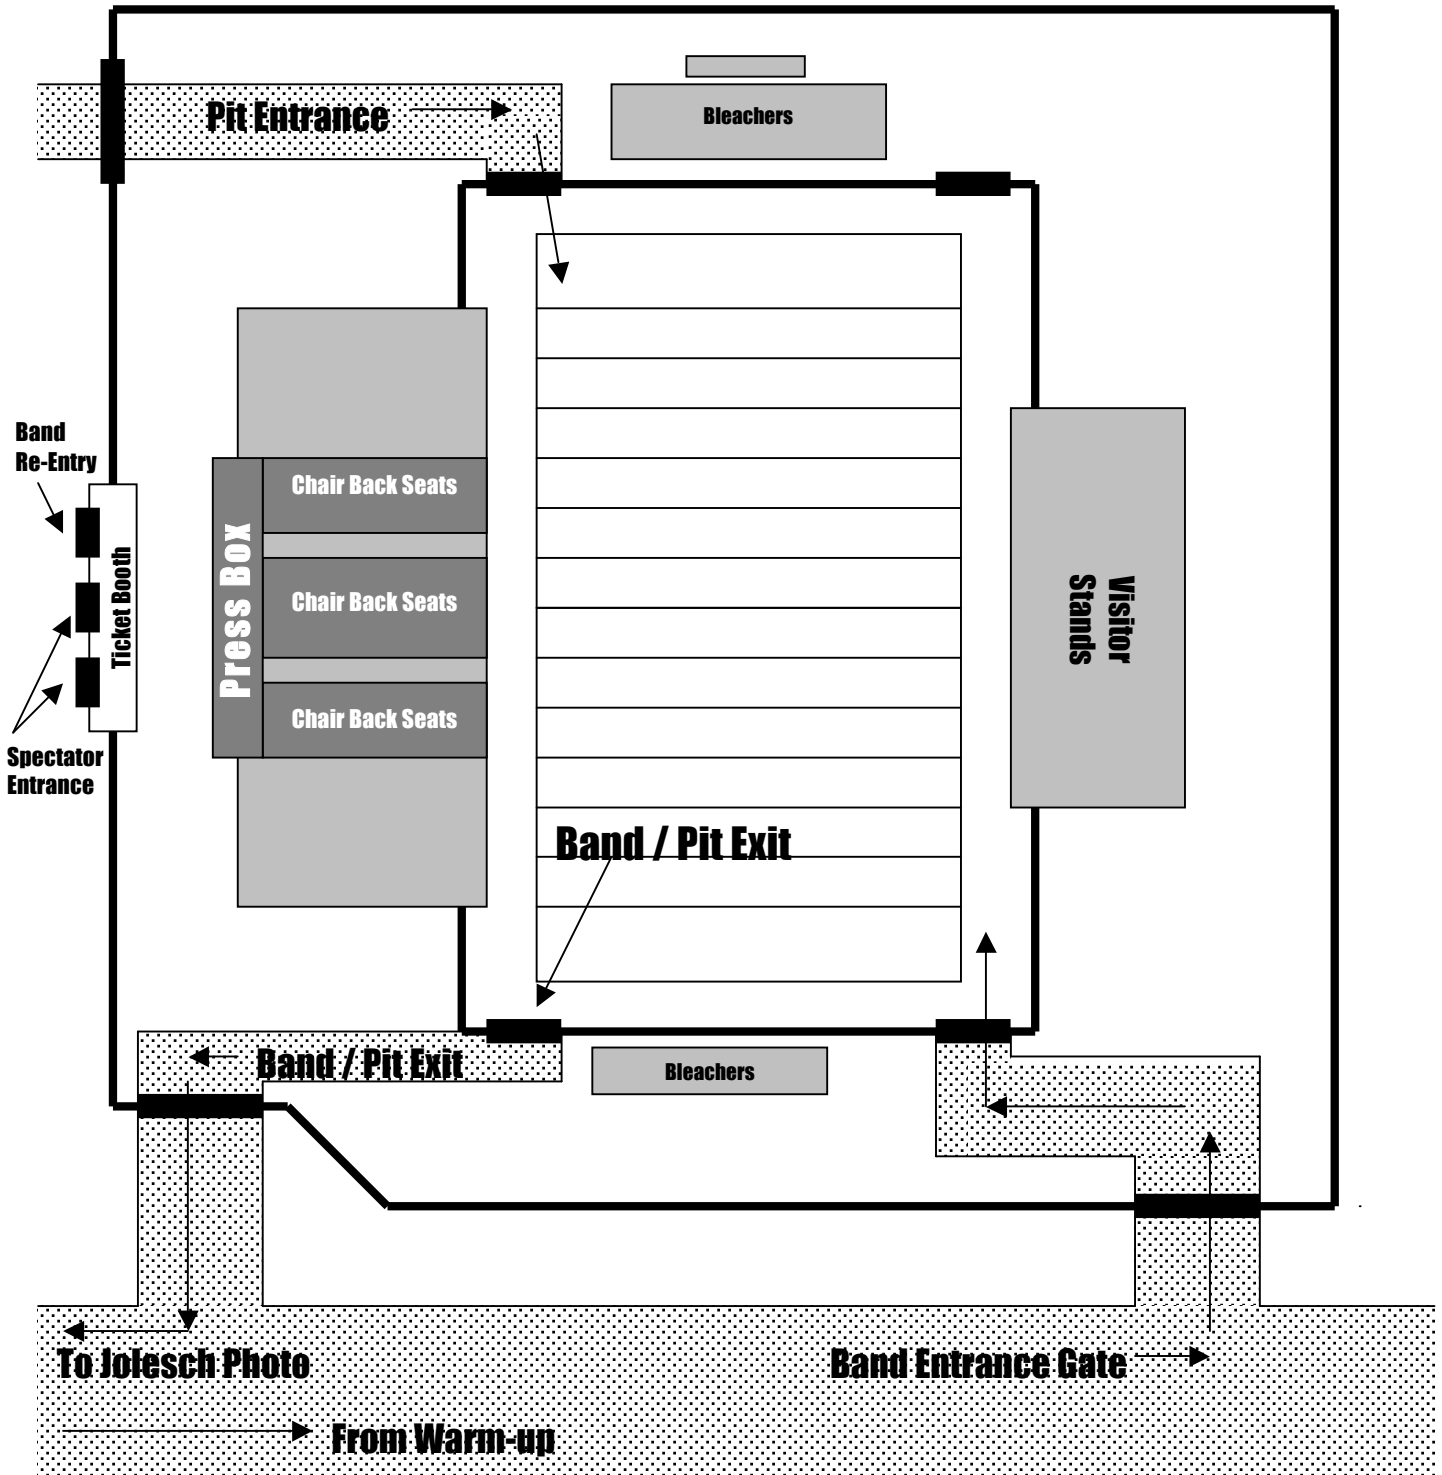 Pit Entrance
Bleachers
Band
Re-Entry
Ticket Booth
Spectator
Entrance
Press Box
Chair Back Seats
Chair Back Seats
Chair Back Seats
Visitor
Stands
Band / Pit Exit
Band / Pit Exit
Bleachers
To Jolesch Photo
Band Entrance Gate
From Warm-up